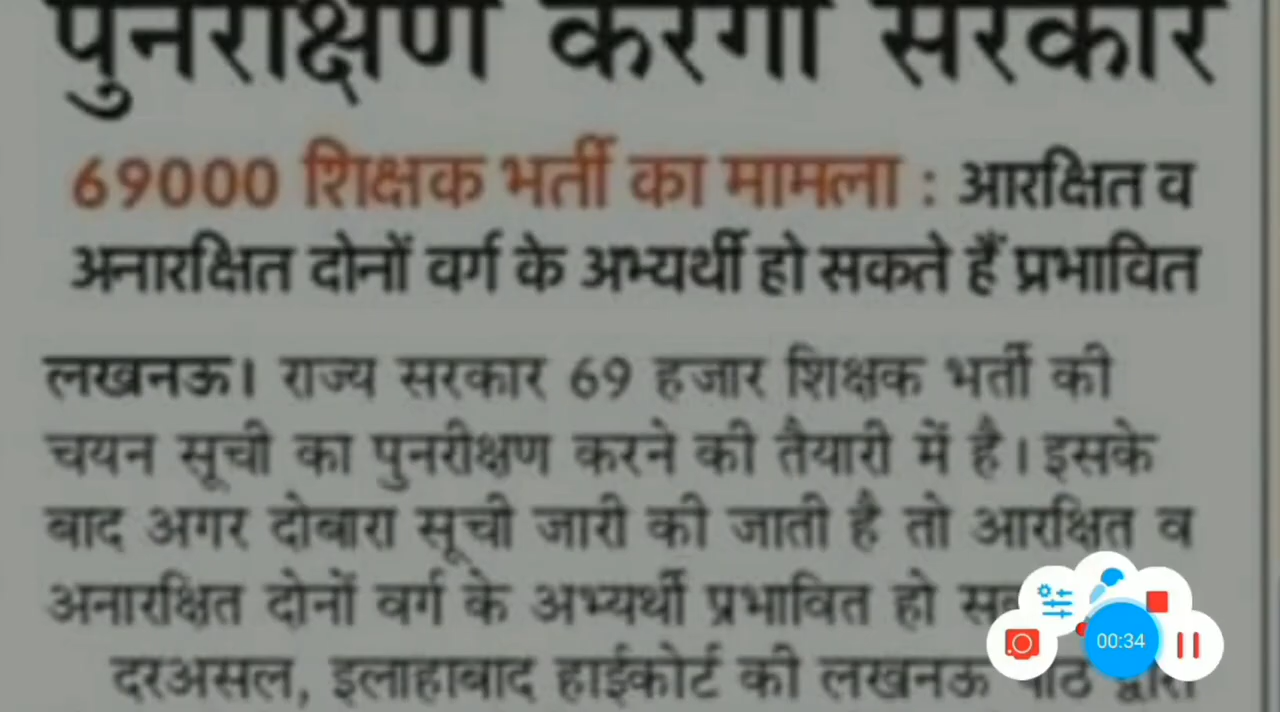 पुनरीक्षण करेगी सरकार
69000 शिक्षक भर्ती का मामला : आरक्षित व
अनारक्षित दोनों वर्ग के अभ्यर्थी हो सकते हैं प्रभावित
लखनऊ। राज्य सरकार 69 हजार शिक्षक भर्ती की
चयन सूची का पुनरीक्षण करने की तैयारी में है। इसके
बाद अगर दोबारा सूची जारी की जाती है तो आरक्षित व
अनारक्षित दोनों वर्ग के अभ्यर्थी प्रभावित हो
दरअसल, इलाहाबाद हाईकोर्ट की लखनऊ
00:34